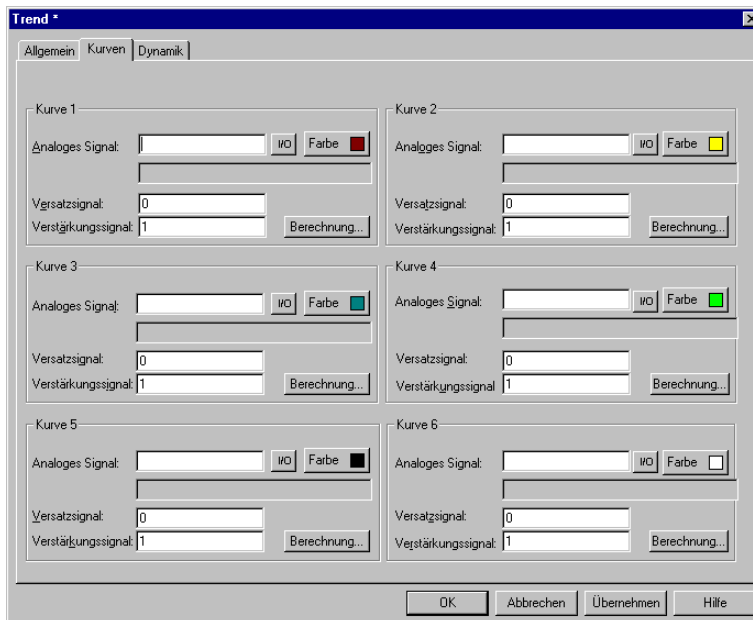 Trend *
Allgemein Kurven Dynamik
Kurve 1
Analoges Signal: I/O Farbe
Versatzsignal: 0
Verstärkungssignal: 1 Berechnung...
Kurve 2
Analoges Signal: I/O Farbe
Versatzsignal: 0
Verstärkungssignal: 1 Berechnung...
Kurve 3
Analoges Signal: I/O Farbe
Versatzsignal: 0
Verstärkungssignal: 1 Berechnung...
Kurve 4
Analoges Signal: I/O Farbe
Versatzsignal: 0
Verstärkungssignal 1 Berechnung...
Kurve 5
Analoges Signal: I/O Farbe
Versatzsignal: 0
Verstärkungssignal: 1 Berechnung...
Kurve 6
Analoges Signal: I/O Farbe
Versatzsignal: 0
Verstärkungssignal: 1 Berechnung...
OK Abbrechen Übernehmen Hilfe